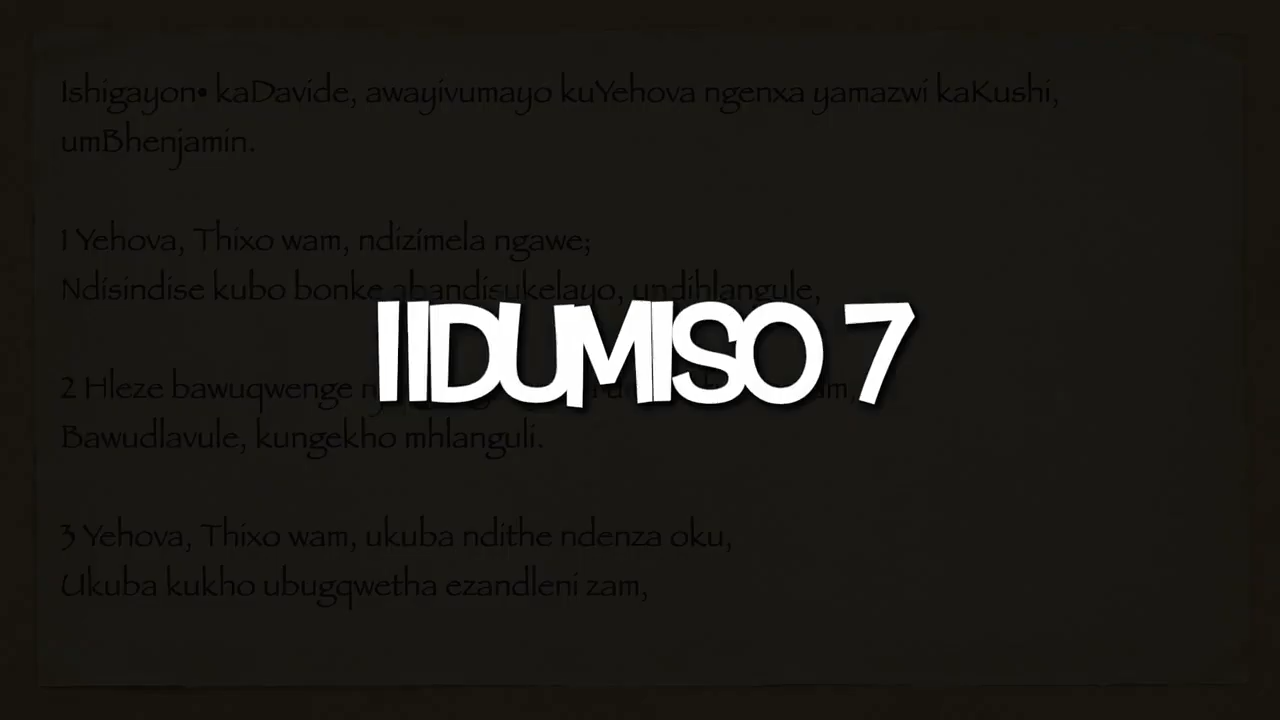 Ishigayon• kaDavide, awayivumayo kuYehova ngenxa yamazwi kaKushi,
umBhenjamin.
1 Yehova, Thixo wam, ndizimela ngawe;
Ndisindise kubo bonke abandisukelayo, undihlangule,
IIDUMISO 7
2 Hleze bawuqwenge
Bawudlavule, kungekho mhlanguli.
3 Yehova, Thixo wam, ukuba ndithe ndenza oku,
Ukuba kukho ubugqwetha ezandleni zam,